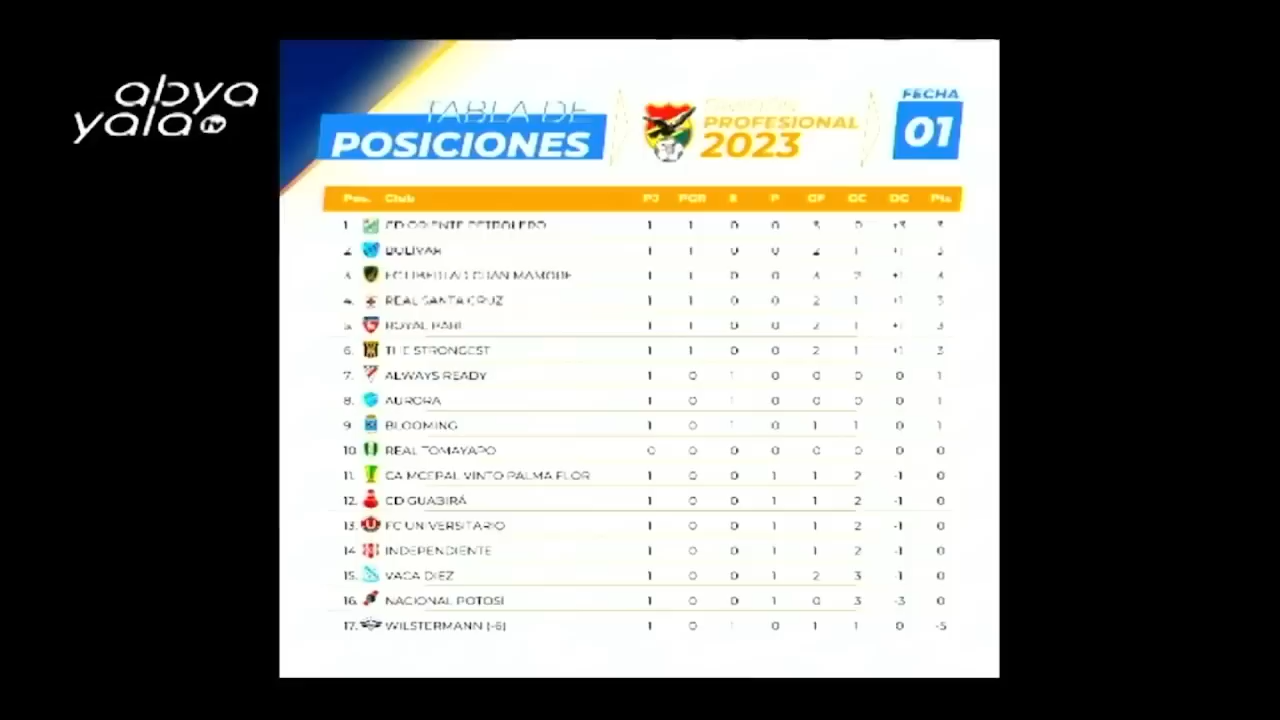 abya
yala tv
TABLA DE
POSICIONES
PROFESIONAL
2023
FECHA
01
Pos. Club PJ PGR E P GF GC DG Pts
1. CD ORIENTE PETROLERO 1 1 0 0 3 0 +3 3
2. BOLIVAR 1 1 0 0 2 1 +1 3
3. FC LIBERTAD GRAN MAMORE 1 1 0 0 3 2 +1 3
4. REAL SANTA CRUZ 1 1 0 0 2 1 +1 3
5. ROYAL PARI 1 1 0 0 2 1 +1 3
6. THE STRONGEST 1 1 0 0 2 1 +1 3
7. ALWAYS READY 1 0 1 0 0 0 0 1
8. AURORA 1 0 1 0 0 0 0 1
9. BLOOMING 1 0 1 0 1 1 0 1
10. REAL TOMAYAPO 0 0 0 0 0 0 0 0
11. CA MCEPAL VINTO PALMA FLOR 1 0 0 1 1 2 -1 0
12. CD GUABIRÁ 1 0 0 1 1 2 -1 0
13. FC UNIVERSITARIO 1 0 0 1 1 2 -1 0
14. INDEPENDIENTE 1 0 0 1 1 2 -1 0
15. VACA DIEZ 1 0 0 1 2 3 -1 0
16. NACIONAL POTOSÍ 1 0 0 1 0 3 -3 0
17. WILSTERMANN (-6) 1 0 1 0 1 1 0 -5